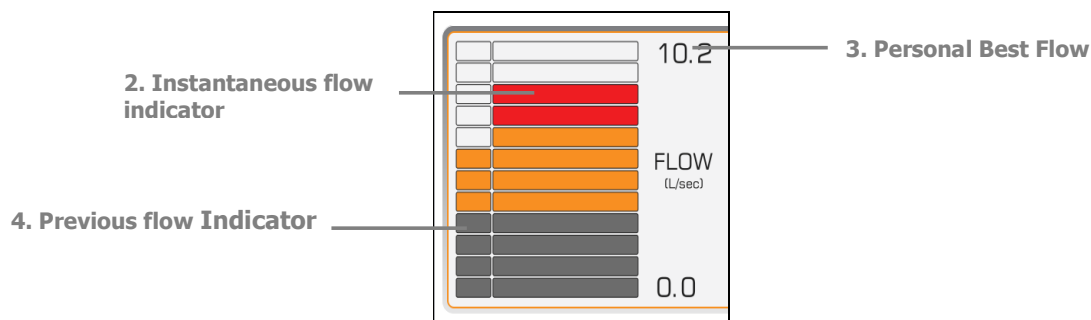 10.2
3. Personal Best Flow
2. Instantaneous flow
indicator
FLOW
(L/sec)
4. Previous flow Indicator
0.0